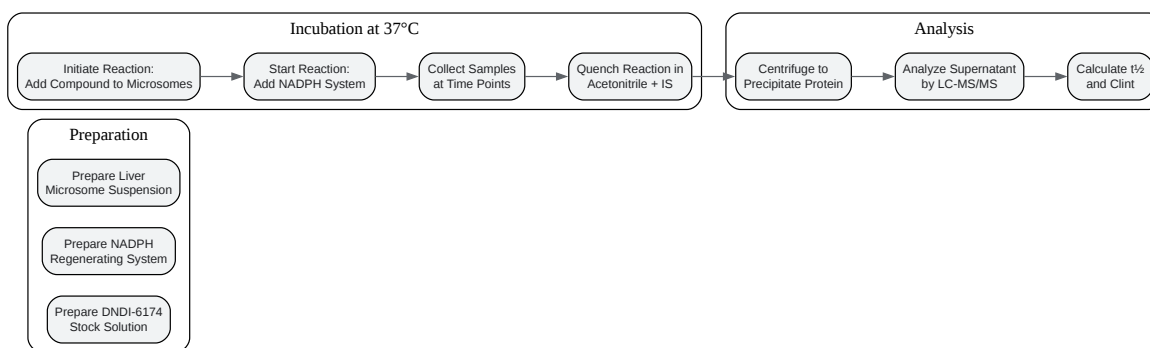 Incubation at 37°C
Initiate Reaction:
Add Compound to Microsomes
Start Reaction:
Add NADPH System
Collect Samples
at Time Points
Quench Reaction in
Acetonitrile + IS
Analysis
Centrifuge to
Precipitate Protein
Analyze Supernatant
by LC-MS/MS
Calculate t½
and Clint
Preparation
Prepare Liver
Microsome Suspension
Prepare NADPH
Regenerating System
Prepare DNDI-6174
Stock Solution